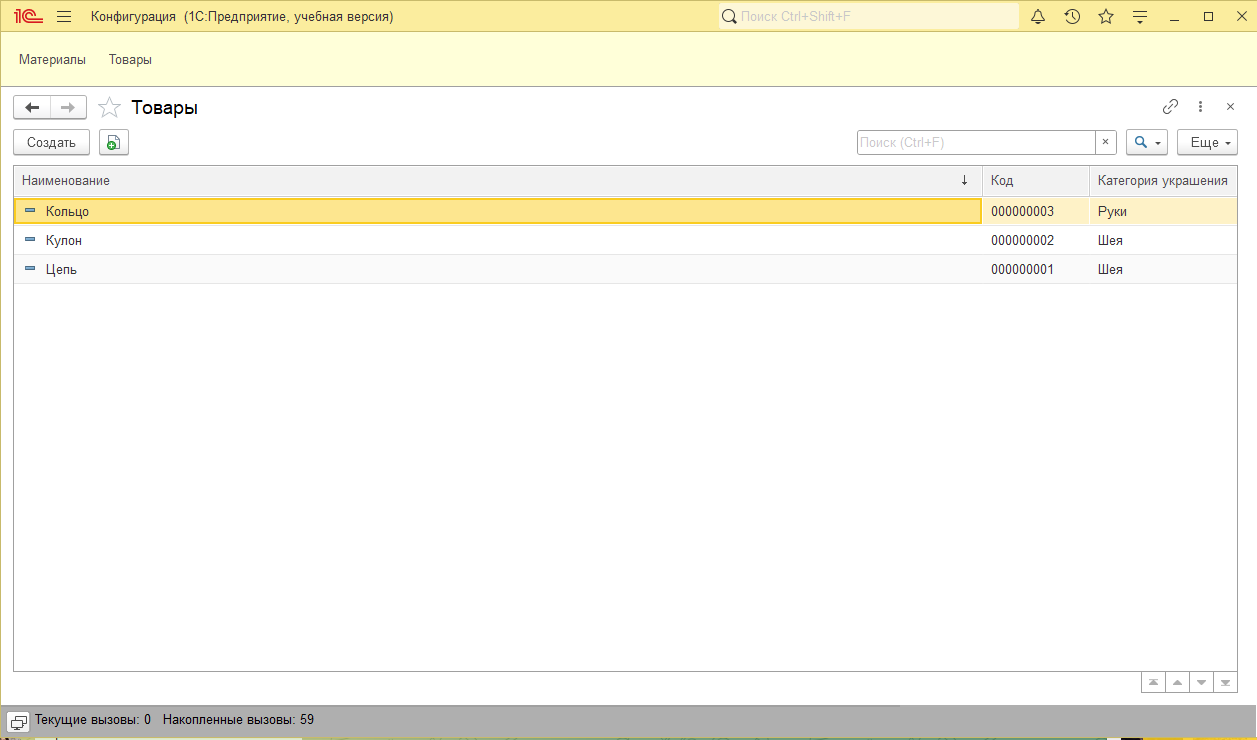 1С Конфигурация (1С:Предприятие, учебная версия) Поиск Ctrl+Shift+F
Материалы Товары
Товары
Создать Поиск (Ctrl+F) × Еще
Наименование ↓ Код Категория украшения
Кольцо 000000003 Руки
Кулон 000000002 Шея
Цепь 000000001 Шея
Текущие вызовы: 0 Накопленные вызовы: 59